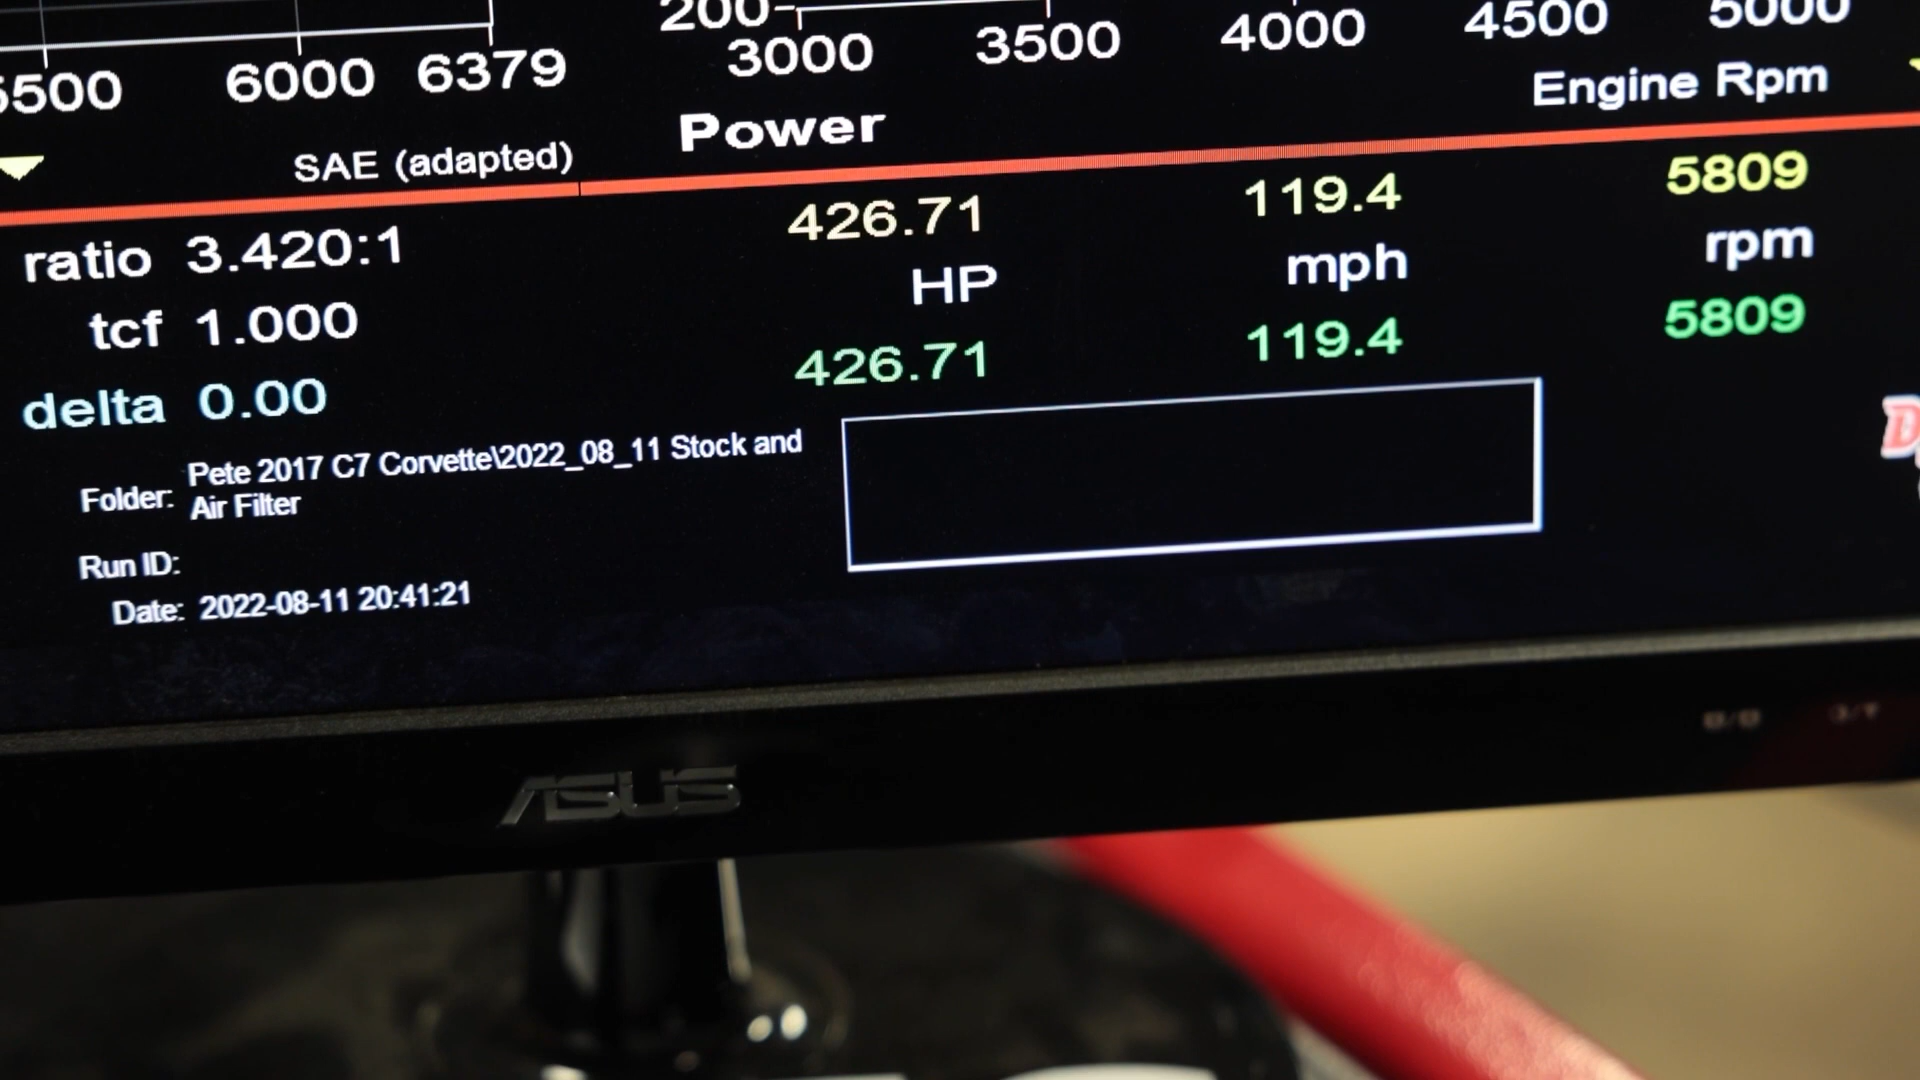 200
5500 6000 6379 3000 3500 4000 4500 5000
SAE (adapted) Power Engine Rpm
ratio 3.420:1 426.71 119.4 5809
HP mph rpm
tcf 1.000
426.71 119.4 5809
delta 0.00
Folder: Pete 2017 C7 Corvette\2022_08_11 Stock and
Air Filter
Run ID:
Date: 2022-08-11 20:41:21
ASUS